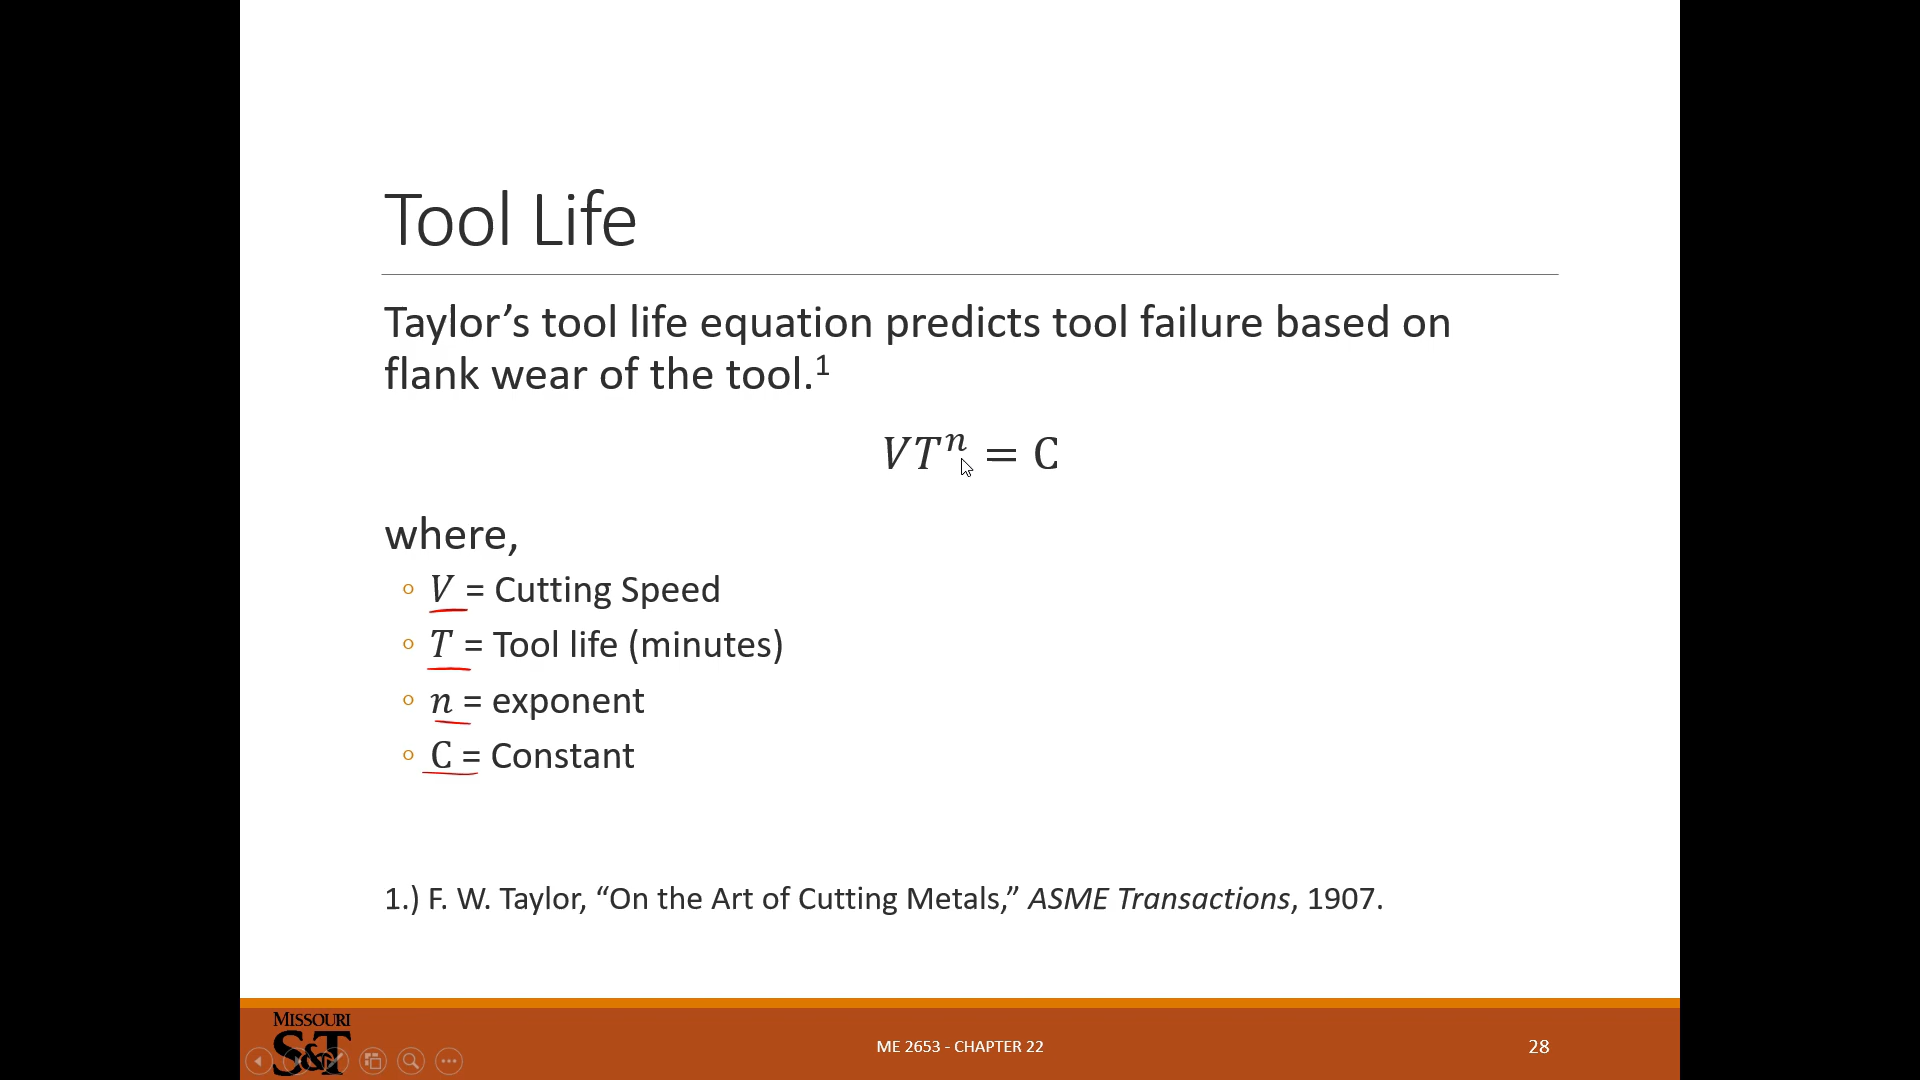 Tool Life
Taylor’s tool life equation predicts tool failure based on
flank wear of the tool.¹
VTⁿ = C
where,
V = Cutting Speed
T = Tool life (minutes)
n = exponent
C = Constant
1.) F. W. Taylor, “On the Art of Cutting Metals,” ASME Transactions, 1907.
MISSOURI
S&T
ME 2653 - CHAPTER 22
28